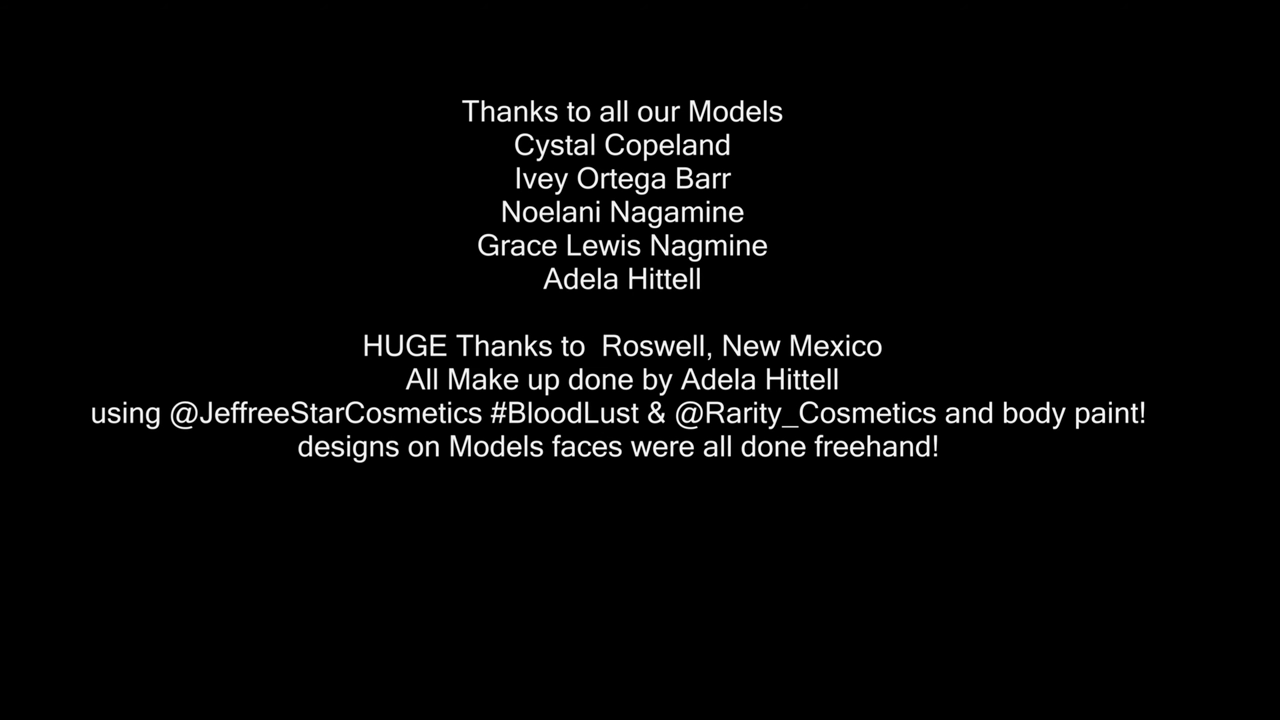 Thanks to all our Models
Cystal Copeland
Ivey Ortega Barr
Noelani Nagamine
Grace Lewis Nagmine
Adela Hittell
HUGE Thanks to  Roswell, New Mexico
All Make up done by Adela Hittell
using @JeffreeStarCosmetics #BloodLust & @Rarity_Cosmetics and body paint!
designs on Models faces were all done freehand!